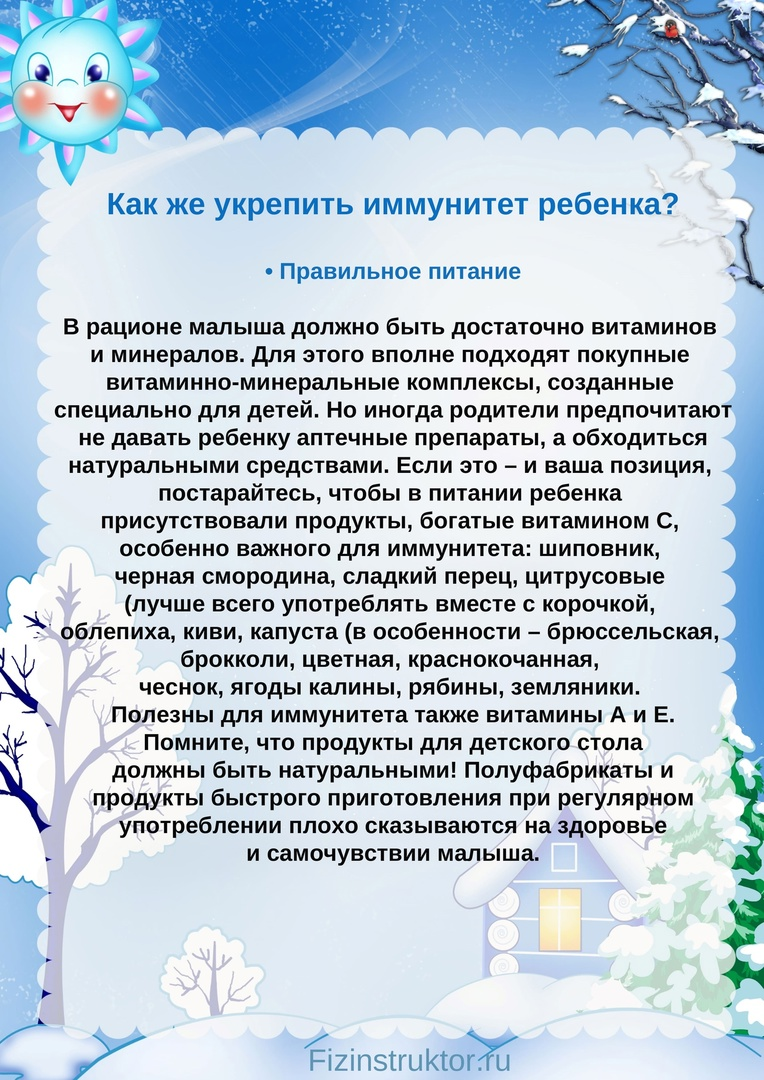 Как же укрепить иммунитет ребенка?
• Правильное питание
В рационе малыша должно быть достаточно витаминов
и минералов. Для этого вполне подходят покупные
витаминно-минеральные комплексы, созданные
специально для детей. Но иногда родители предпочитают
не давать ребенку аптечные препараты, а обходиться
натуральными средствами. Если это – и ваша позиция,
постарайтесь, чтобы в питании ребенка
присутствовали продукты, богатые витамином С,
особенно важного для иммунитета: шиповник,
черная смородина, сладкий перец, цитрусовые
(лучше всего употреблять вместе с корочкой,
облепиха, киви, капуста (в особенности – брюссельская,
брокколи, цветная, краснокочанная,
чеснок, ягоды калины, рябины, земляники.
Полезны для иммунитета также витамины А и Е.
Помните, что продукты для детского стола
должны быть натуральными! Полуфабрикаты и
продукты быстрого приготовления при регулярном
употреблении плохо сказываются на здоровье
и самочувствии малыша.
Fizinstruktor.ru